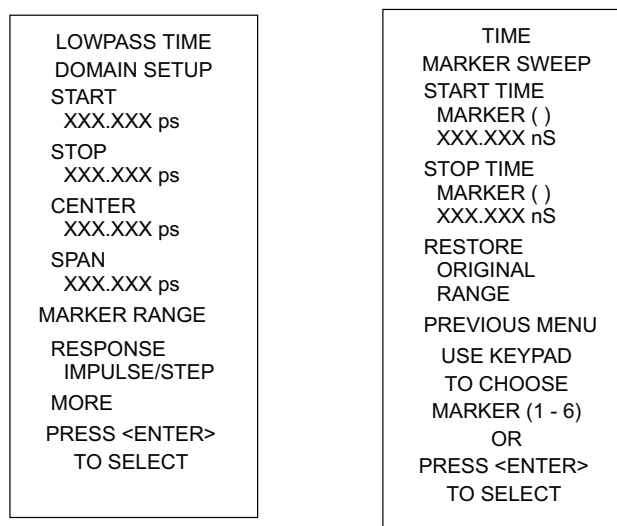 LOWPASS TIME
DOMAIN SETUP
START
XXX.XXX ps
STOP
XXX.XXX ps
CENTER
XXX.XXX ps
SPAN
XXX.XXX ps
MARKER RANGE
RESPONSE
IMPULSE/STEP
MORE
PRESS <ENTER>
TO SELECT
TIME
MARKER SWEEP
START TIME
MARKER ( )
XXX.XXX nS
STOP TIME
MARKER ( )
XXX.XXX nS
RESTORE
ORIGINAL
RANGE
PREVIOUS MENU
USE KEYPAD
TO CHOOSE
MARKER (1 - 6)
OR
PRESS <ENTER>
TO SELECT